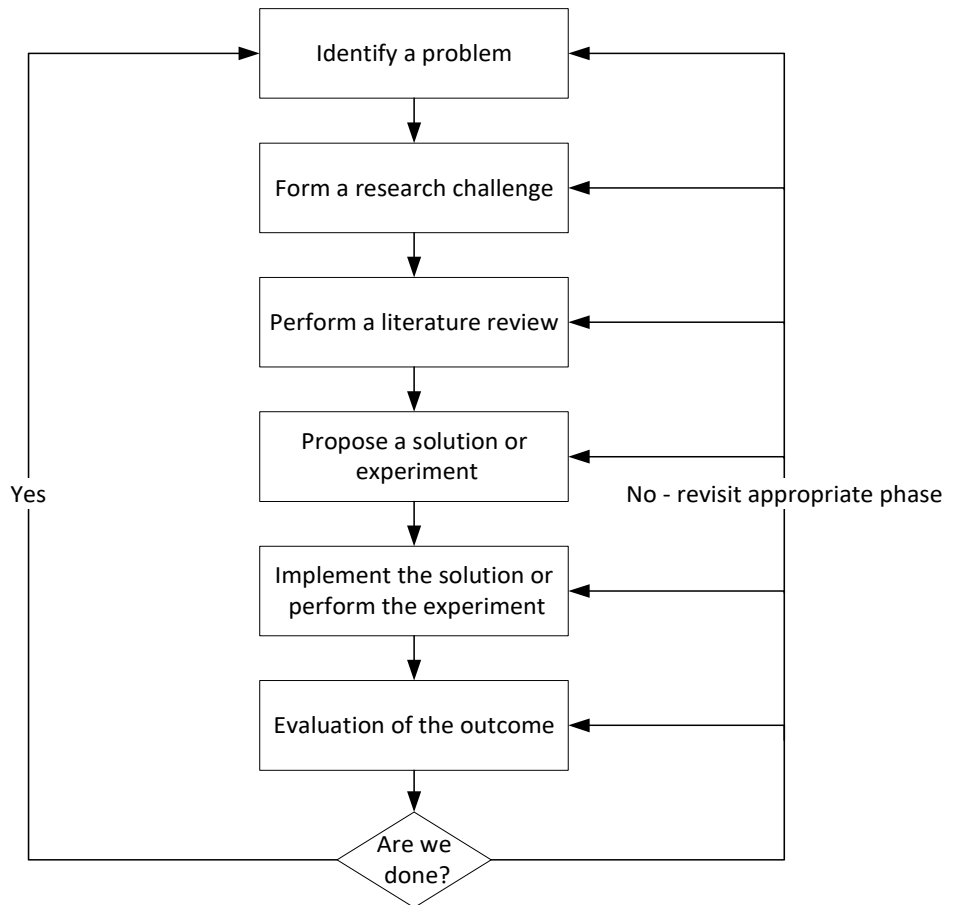 Identify a problem
Form a research challenge
Perform a literature review
Propose a solution or
experiment
Yes
No - revisit appropriate phase
Implement the solution or
perform the experiment
Evaluation of the outcome
Are we
done?